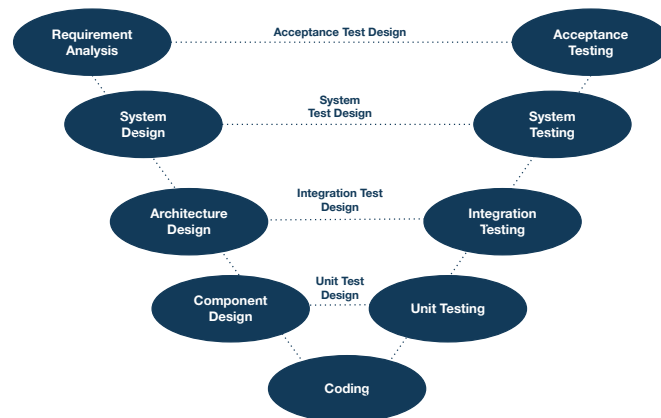 Requirement
Analysis
Acceptance Test Design
Acceptance
Testing
System
Design
System
Test Design
System
Testing
Architecture
Design
Integration Test
Design
Integration
Testing
Component
Design
Unit Test
Design
Unit Testing
Coding